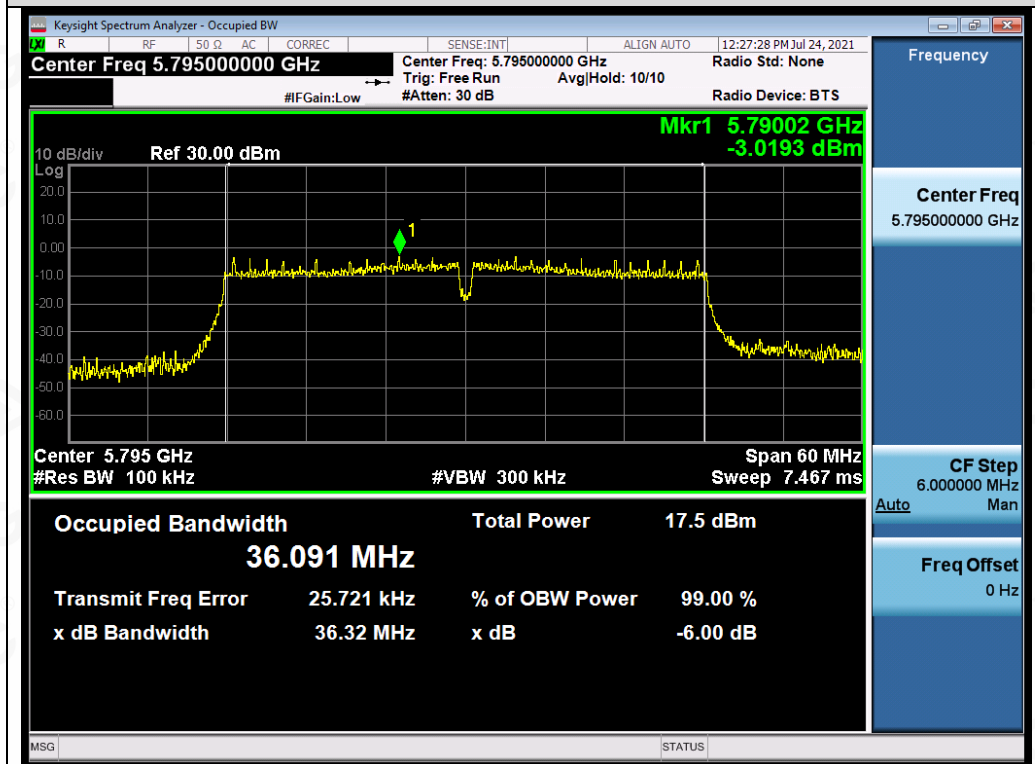 Keysight Spectrum Analyzer - Occupied BW
LXI R RF 50 Ω AC CORREC SENSE:INT ALIGN AUTO 12:27:28 PM Jul 24, 2021
Center Freq 5.795000000 GHz Center Freq: 5.795000000 GHz Radio Std: None
Trig: Free Run Avg|Hold: 10/10
#IFGain:Low #Atten: 30 dB Radio Device: BTS
Frequency
Mkr1 5.79002 GHz
-3.0193 dBm
10 dB/div Ref 30.00 dBm
Log
20.0
10.0
0.00
-10.0
-20.0
-30.0
-40.0
-50.0
-60.0
1
Center 5.795 GHz Span 60 MHz
#Res BW 100 kHz #VBW 300 kHz Sweep 7.467 ms
Occupied Bandwidth Total Power 17.5 dBm
36.091 MHz
Transmit Freq Error 25.721 kHz % of OBW Power 99.00 %
x dB Bandwidth 36.32 MHz x dB -6.00 dB
Center Freq
5.795000000 GHz
CF Step
6.000000 MHz
Auto Man
Freq Offset
0 Hz
MSG STATUS